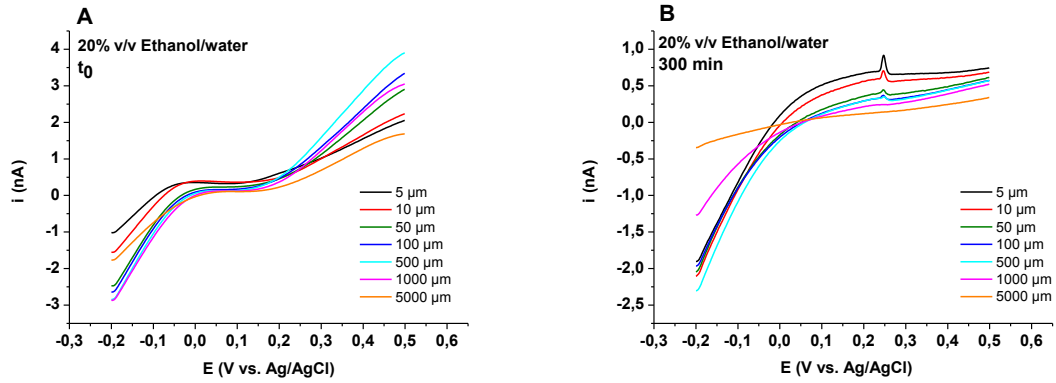 A
20% v/v Ethanol/water
t0
4
3
2
1
0
-1
-2
-3
i (nA)
5 µm
10 µm
50 µm
100 µm
500 µm
1000 µm
5000 µm
-0,3 -0,2 -0,1 0,0 0,1 0,2 0,3 0,4 0,5 0,6
E (V vs. Ag/AgCl)
B
20% v/v Ethanol/water
300 min
1,0
0,5
0,0
-0,5
-1,0
-1,5
-2,0
-2,5
i (nA)
5 µm
10 µm
50 µm
100 µm
500 µm
1000 µm
5000 µm
-0,3 -0,2 -0,1 0,0 0,1 0,2 0,3 0,4 0,5 0,6
E (V vs. Ag/AgCl)